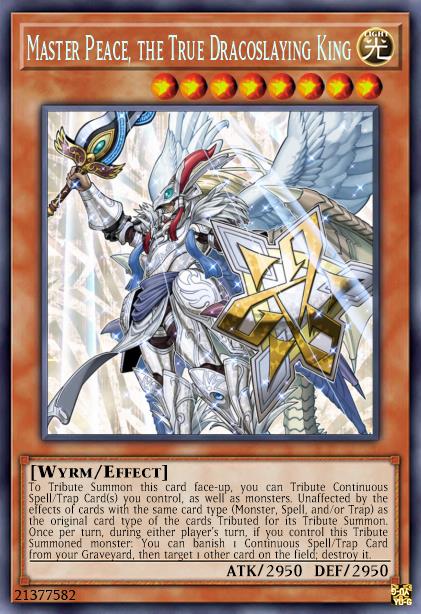 MASTER PEACE, THE TRUE DRACOSLAYING KING
LIGHT
光
[WYRM/EFFECT]
To Tribute Summon this card face-up, you can Tribute Continuous
Spell/Trap Card(s) you control, as well as monsters. Unaffected by the
effects of cards with the same card type (Monster, Spell, and/or Trap) as
the original card type of the cards Tributed for its Tribute Summon.
Once per turn, during either player's turn, if you control this Tribute
Summoned monster: You can banish 1 Continuous Spell/Trap Card
from your Graveyard, then target 1 other card on the field; destroy it.
ATK/2950 DEF/2950
21377582